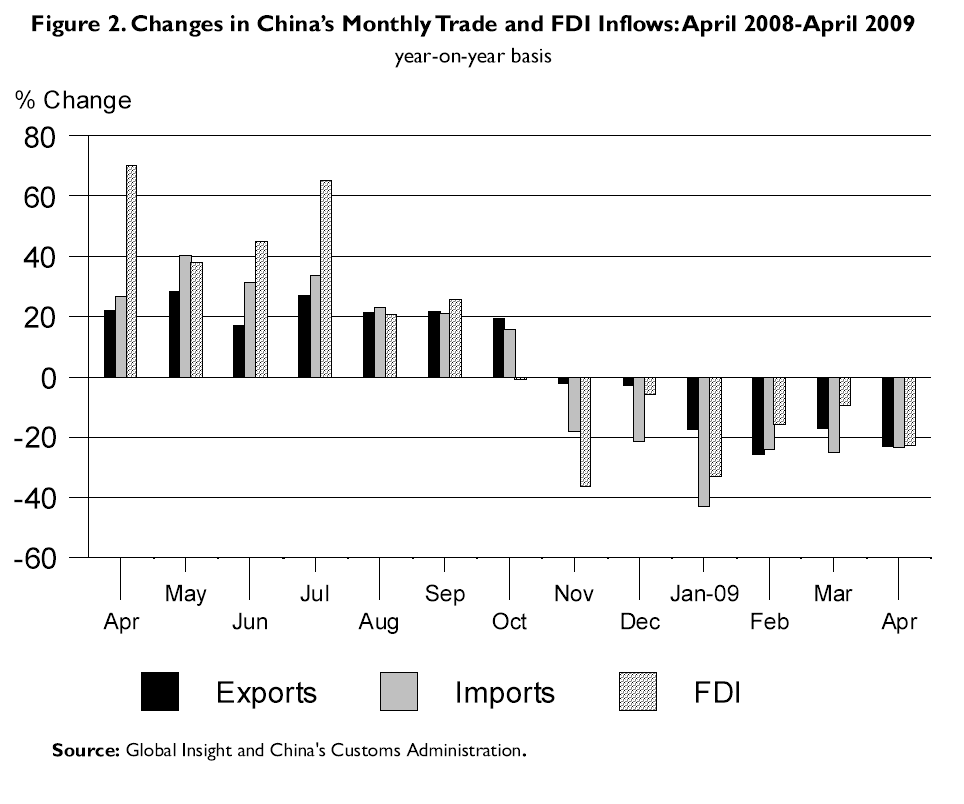 Figure 2. Changes in China's Monthly Trade and FDI Inflows: April 2008-April 2009
year-on-year basis
% Change
80
60
40
20
0
-20
-40
-60
May Jul Sep Nov Jan-09 Mar
Apr Jun Aug Oct Dec Feb Apr
Exports Imports FDI
Source: Global Insight and China's Customs Administration.